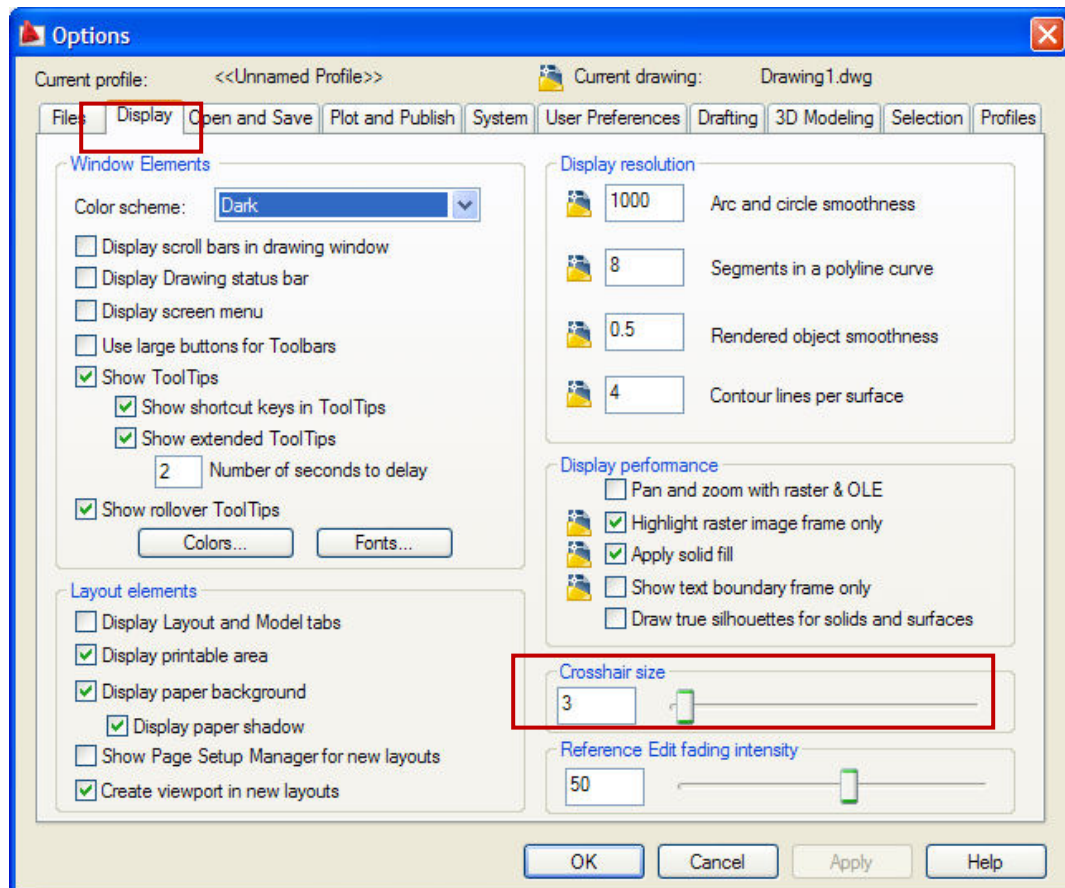 Options
Current profile: <<Unnamed Profile>> Current drawing: Drawing1.dwg
Files Display Open and Save Plot and Publish System User Preferences Drafting 3D Modeling Selection Profiles
Window Elements
Color scheme: Dark
Display scroll bars in drawing window
Display Drawing status bar
Display screen menu
Use large buttons for Toolbars
Show ToolTips
Show shortcut keys in ToolTips
Show extended ToolTips
2 Number of seconds to delay
Show rollover ToolTips
Colors... Fonts...
Layout elements
Display Layout and Model tabs
Display printable area
Display paper background
Display paper shadow
Show Page Setup Manager for new layouts
Create viewport in new layouts
Display resolution
1000 Arc and circle smoothness
8 Segments in a polyline curve
0.5 Rendered object smoothness
4 Contour lines per surface
Display performance
Pan and zoom with raster & OLE
Highlight raster image frame only
Apply solid fill
Show text boundary frame only
Draw true silhouettes for solids and surfaces
Crosshair size
3
Reference Edit fading intensity
50
OK Cancel Apply Help